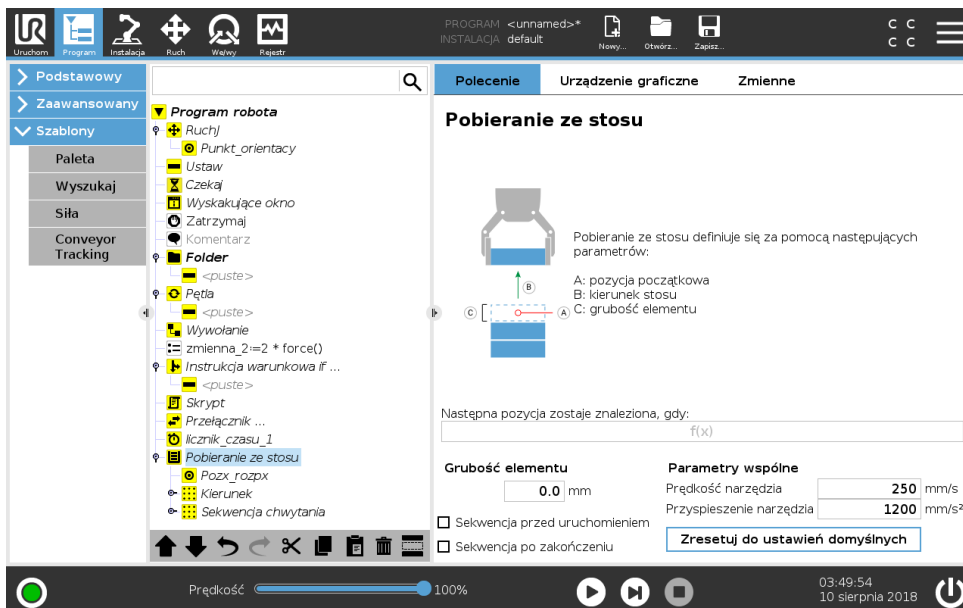 PROGRAM <unnamed>*
INSTALACJA default
Uruchom
Program
Instalacja
Ruch
We/wy
Rejestr
Nowy...
Otwórz...
Zapisz...
C C
C C
Podstawowy
Zaawansowany
Szablony
Paleta
Wyszukaj
Siła
Conveyor
Tracking
Program robota
RuchJ
Punkt_orientacy
Ustaw
Czekaj
Wyskakujące okno
Zatrzymaj
Komentarz
Folder
<puste>
Pętla
<puste>
Wywołanie
zmienna_2:=2 * force()
Instrukcja warunkowa if ...
<puste>
Skrypt
Przełącznik ...
licznik_czasu_1
Pobieranie ze stosu
Pozx_rozpx
Kierunek
Sekwencja chwytania
Polecenie
Urządzenie graficzne
Zmienne
Pobieranie ze stosu
B
C
A
Pobieranie ze stosu definiuje się za pomocą następujących
parametrów:
A: pozycja początkowa
B: kierunek stosu
C: grubość elementu
Następna pozycja zostaje znaleziona, gdy:
f(x)
Grubość elementu
0.0 mm
Sekwencja przed uruchomieniem
Sekwencja po zakończeniu
Parametry wspólne
Prędkość narzędzia 250 mm/s
Przyspieszenie narzędzia 1200 mm/s²
Zresetuj do ustawień domyślnych
Prędkość 100%
03:49:54
10 sierpnia 2018